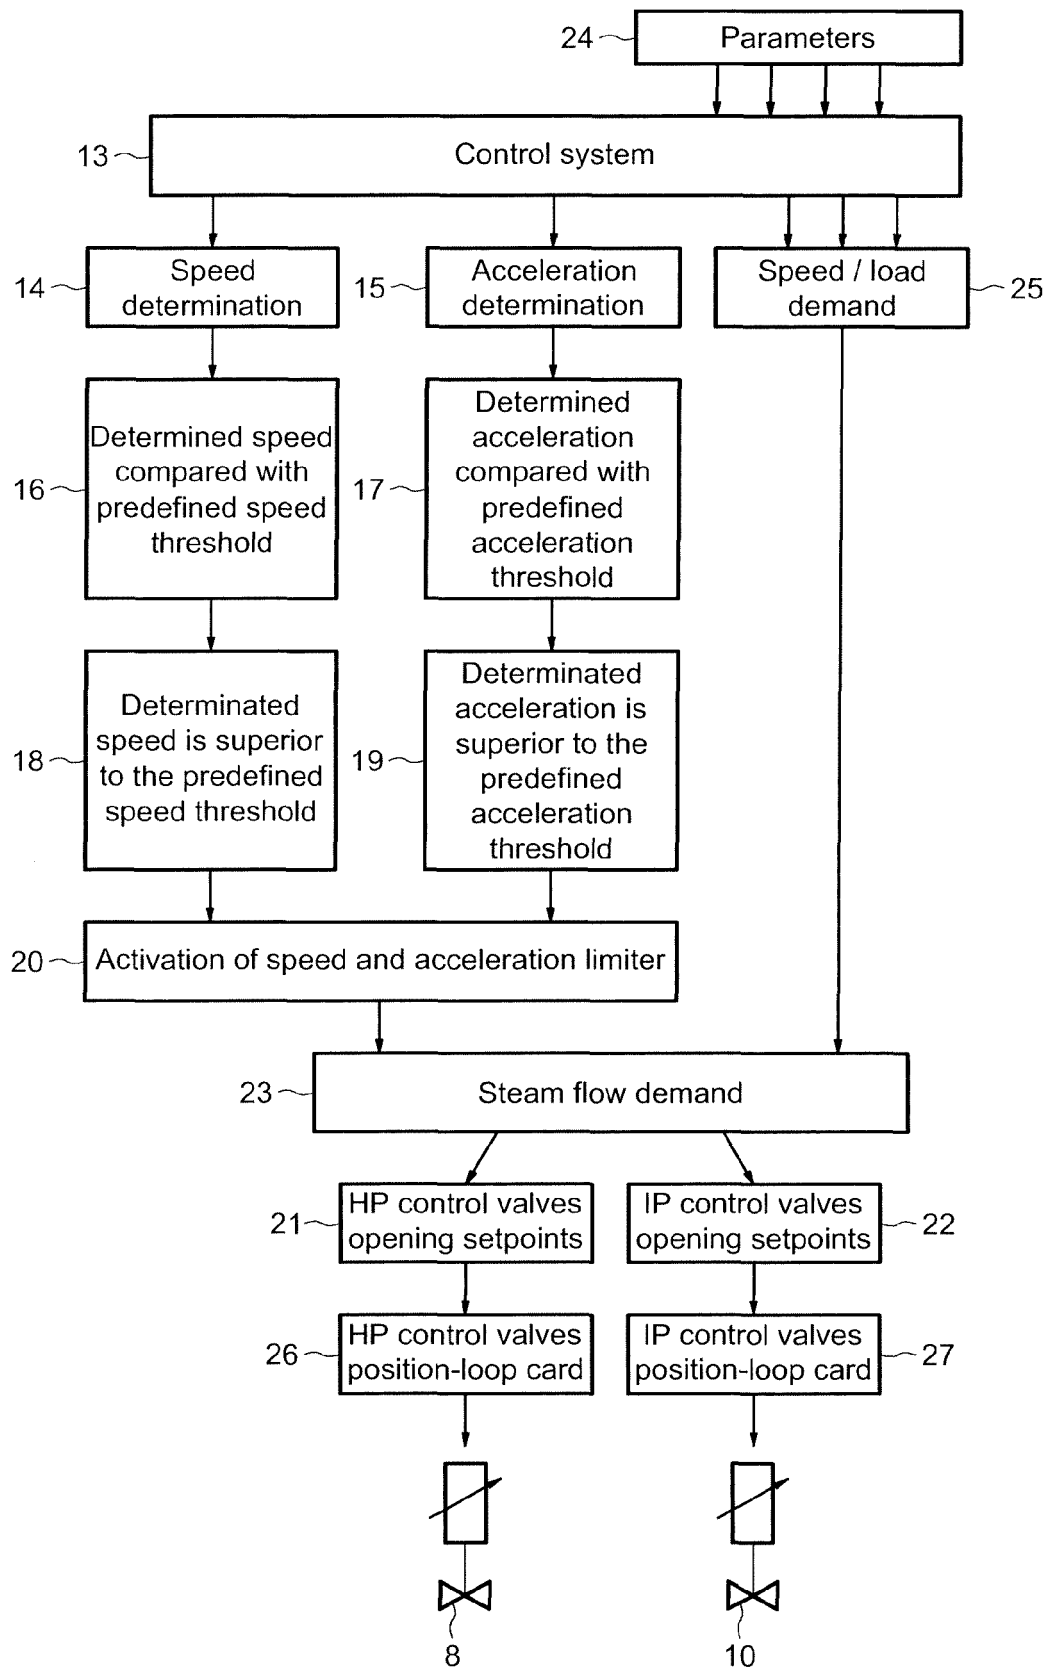 24
Parameters
13
Control system
14
Speed
determination
15
Acceleration
determination
Speed / load
demand
25
16
Determined speed
compared with
predefined speed
threshold
17
Determined
acceleration
compared with
predefined
acceleration
threshold
18
Determinated
speed is superior
to the predefined
speed threshold
19
Determinated
acceleration is
superior to the
predefined
acceleration
threshold
20
Activation of speed and acceleration limiter
23
Steam flow demand
21
HP control valves
opening setpoints
IP control valves
opening setpoints
22
26
HP control valves
position-loop card
IP control valves
position-loop card
27
8
10